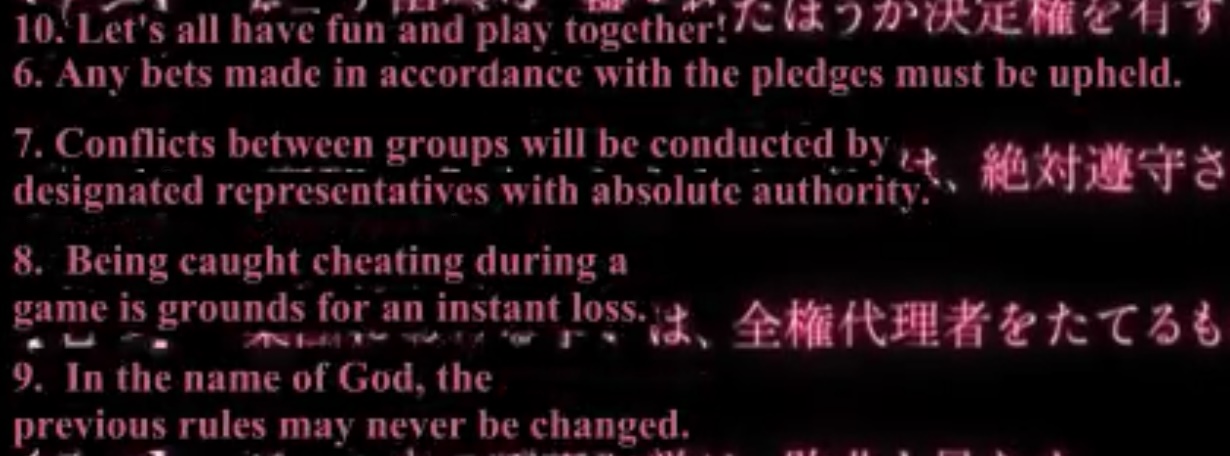 たほうが決定権を有す
10. Let's all have fun and play together!
6. Any bets made in accordance with the pledges must be upheld.
7. Conflicts between groups will be conducted by
は、絶対遵守さ
designated representatives with absolute authority.
8. Being caught cheating during a
game is grounds for an instant loss.
は、全権代理者をたてるも
9. In the name of God, the
previous rules may never be changed.